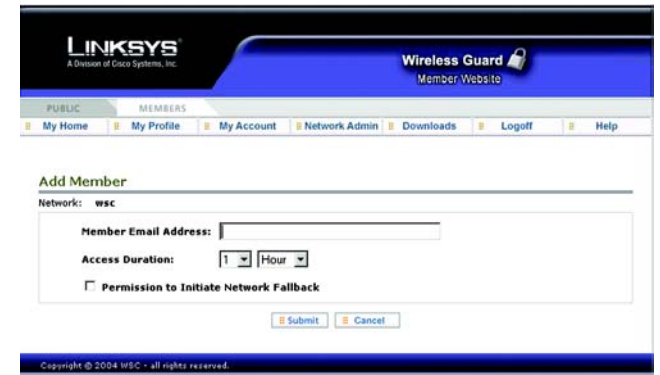 LINKSYS®
A Division of Cisco Systems, Inc.
Wireless Guard
Member Website
PUBLIC MEMBERS
My Home My Profile My Account Network Admin Downloads Logoff Help
Add Member
Network: wsc
Member Email Address:
Access Duration: 1 Hour
Permission to Initiate Network Fallback
Submit Cancel
Copyright © 2004 WSC - all rights reserved.